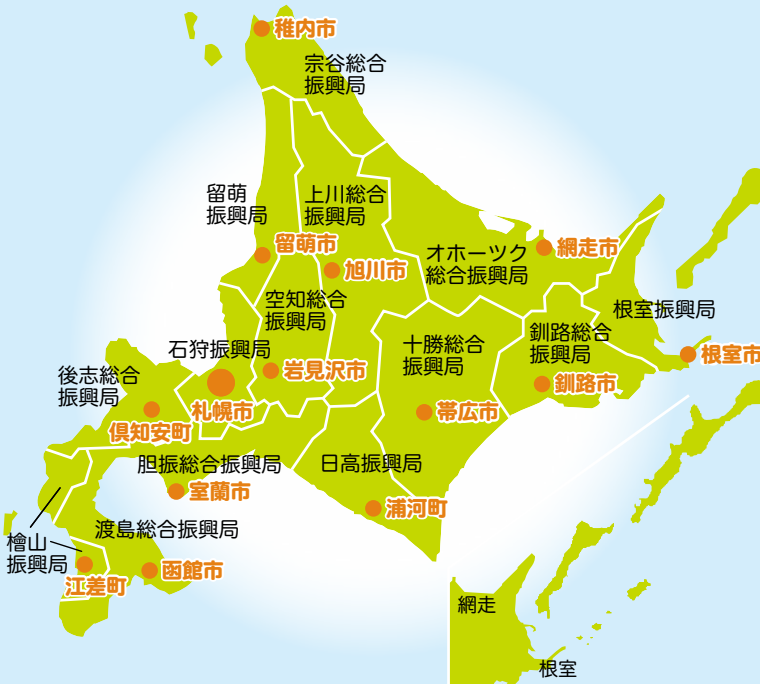 稚内市
宗谷総合
振興局
留萌
振興局
上川総合
振興局
留萌市
旭川市
オホーツク
総合振興局
網走市
空知総合
振興局
根室振興局
釧路総合
振興局
十勝総合
振興局
石狩振興局
岩見沢市
根室市
後志総合
振興局
札幌市
釧路市
帯広市
倶知安町
胆振総合振興局
日高振興局
室蘭市
浦河町
渡島総合振興局
檜山
振興局
函館市
江差町
網走
根室